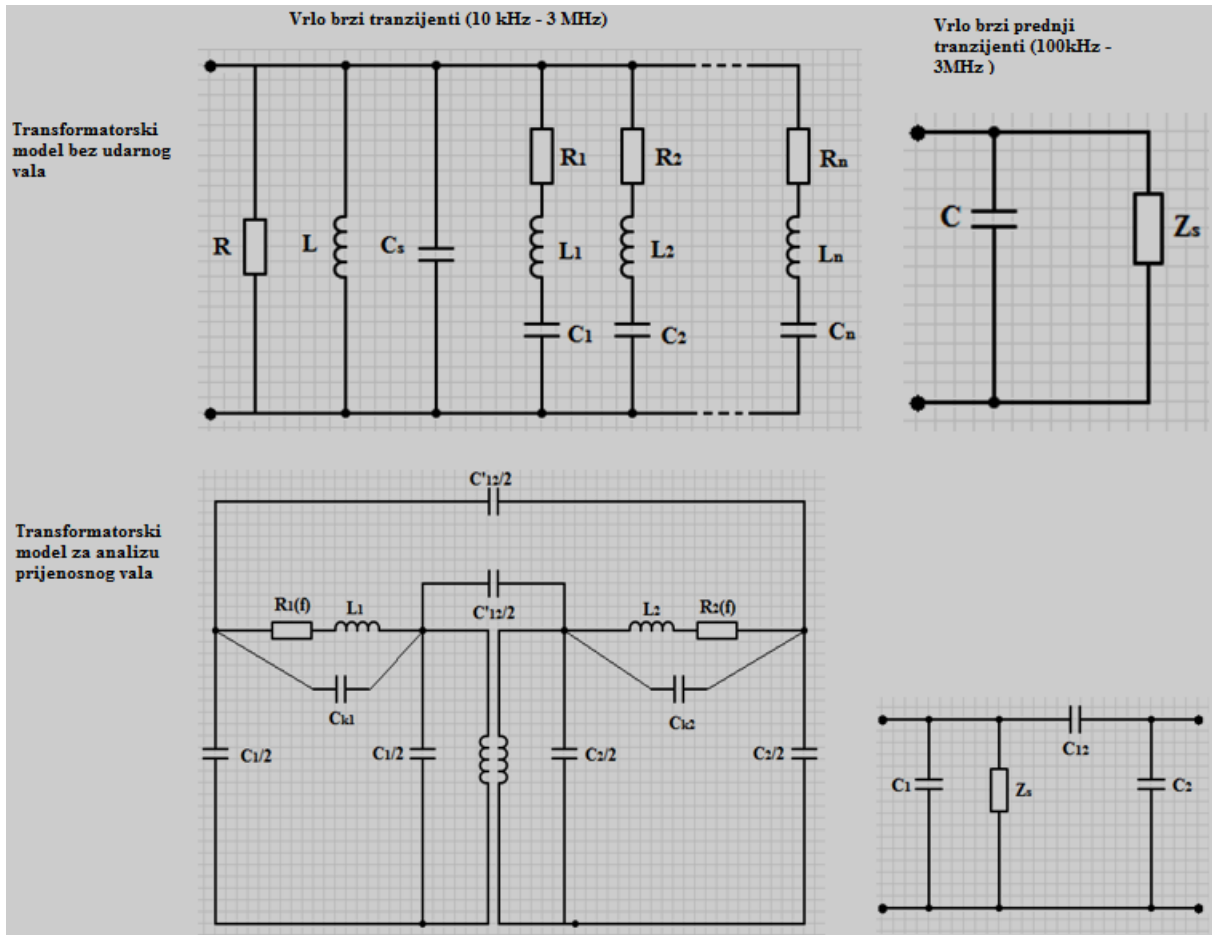 Vrlo brzi tranzijenti (10 kHz - 3 MHz)
Vrlo brzi prednji
tranzijenti (100kHz -
3MHz )
Transformatorski
model bez udarnog
vala
R
L
Cs
R1
L1
C1
R2
L2
C2
Rn
Ln
Cn
C
Zs
Transformatorski
model za analizu
prijenosnog vala
C'12/2
C'12/2
R1(f)
L1
L2
R2(f)
Ck1
Ck2
C1/2
C1/2
C2/2
C2/2
C12
C1
Zs
C2